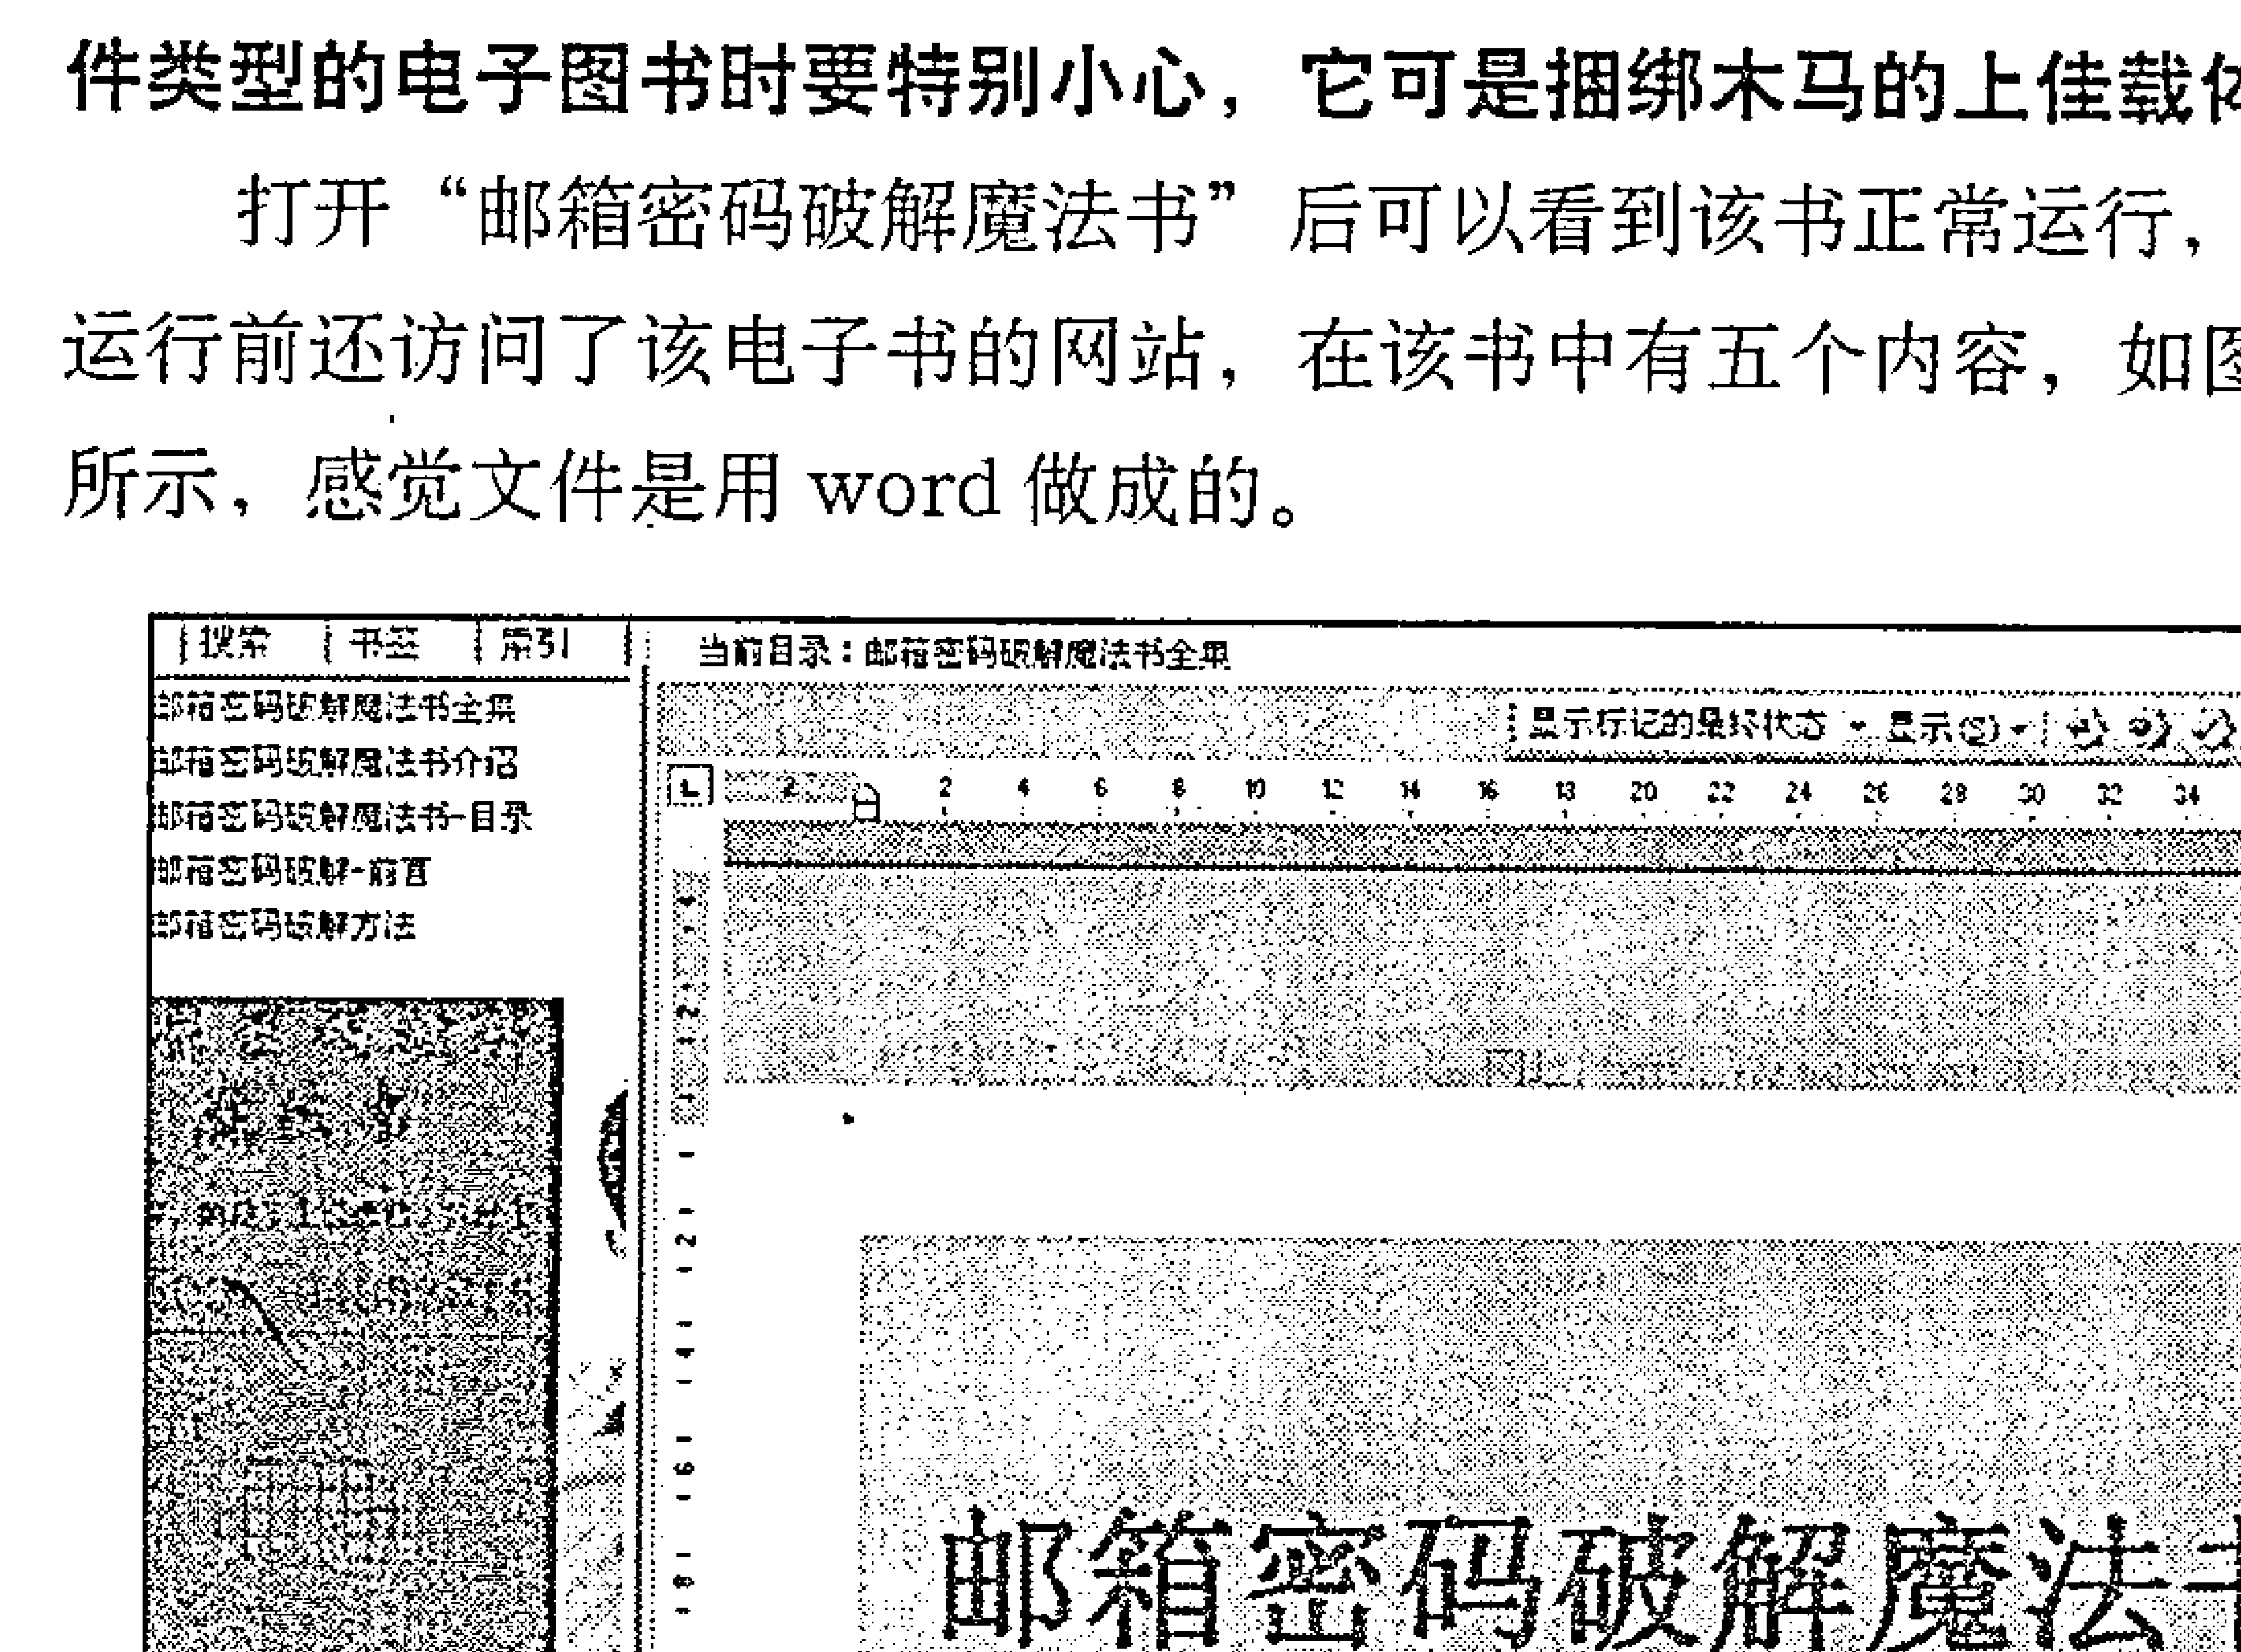 件类型的电子图书时要特别小心，它可是捆绑木马的上佳载体
打开“邮箱密码破解魔法书”后可以看到该书正常运行，
运行前还访问了该电子书的网站，在该书中有五个内容，如图
所示，感觉文件是用 word 做成的。
搜索 书签 索引
当前目录：邮箱密码破解魔法书全集
邮箱密码破解魔法书全集
邮箱密码破解魔法书介绍
邮箱密码破解魔法书-目录
邮箱密码破解-前言
邮箱密码破解方法
显示标记的最终状态 显示(S)
2 2 4 6 8 10 12 14 16 18 20 22 24 26 28 30 32 34
2
2
4
6
8
邮箱密码破解魔法书